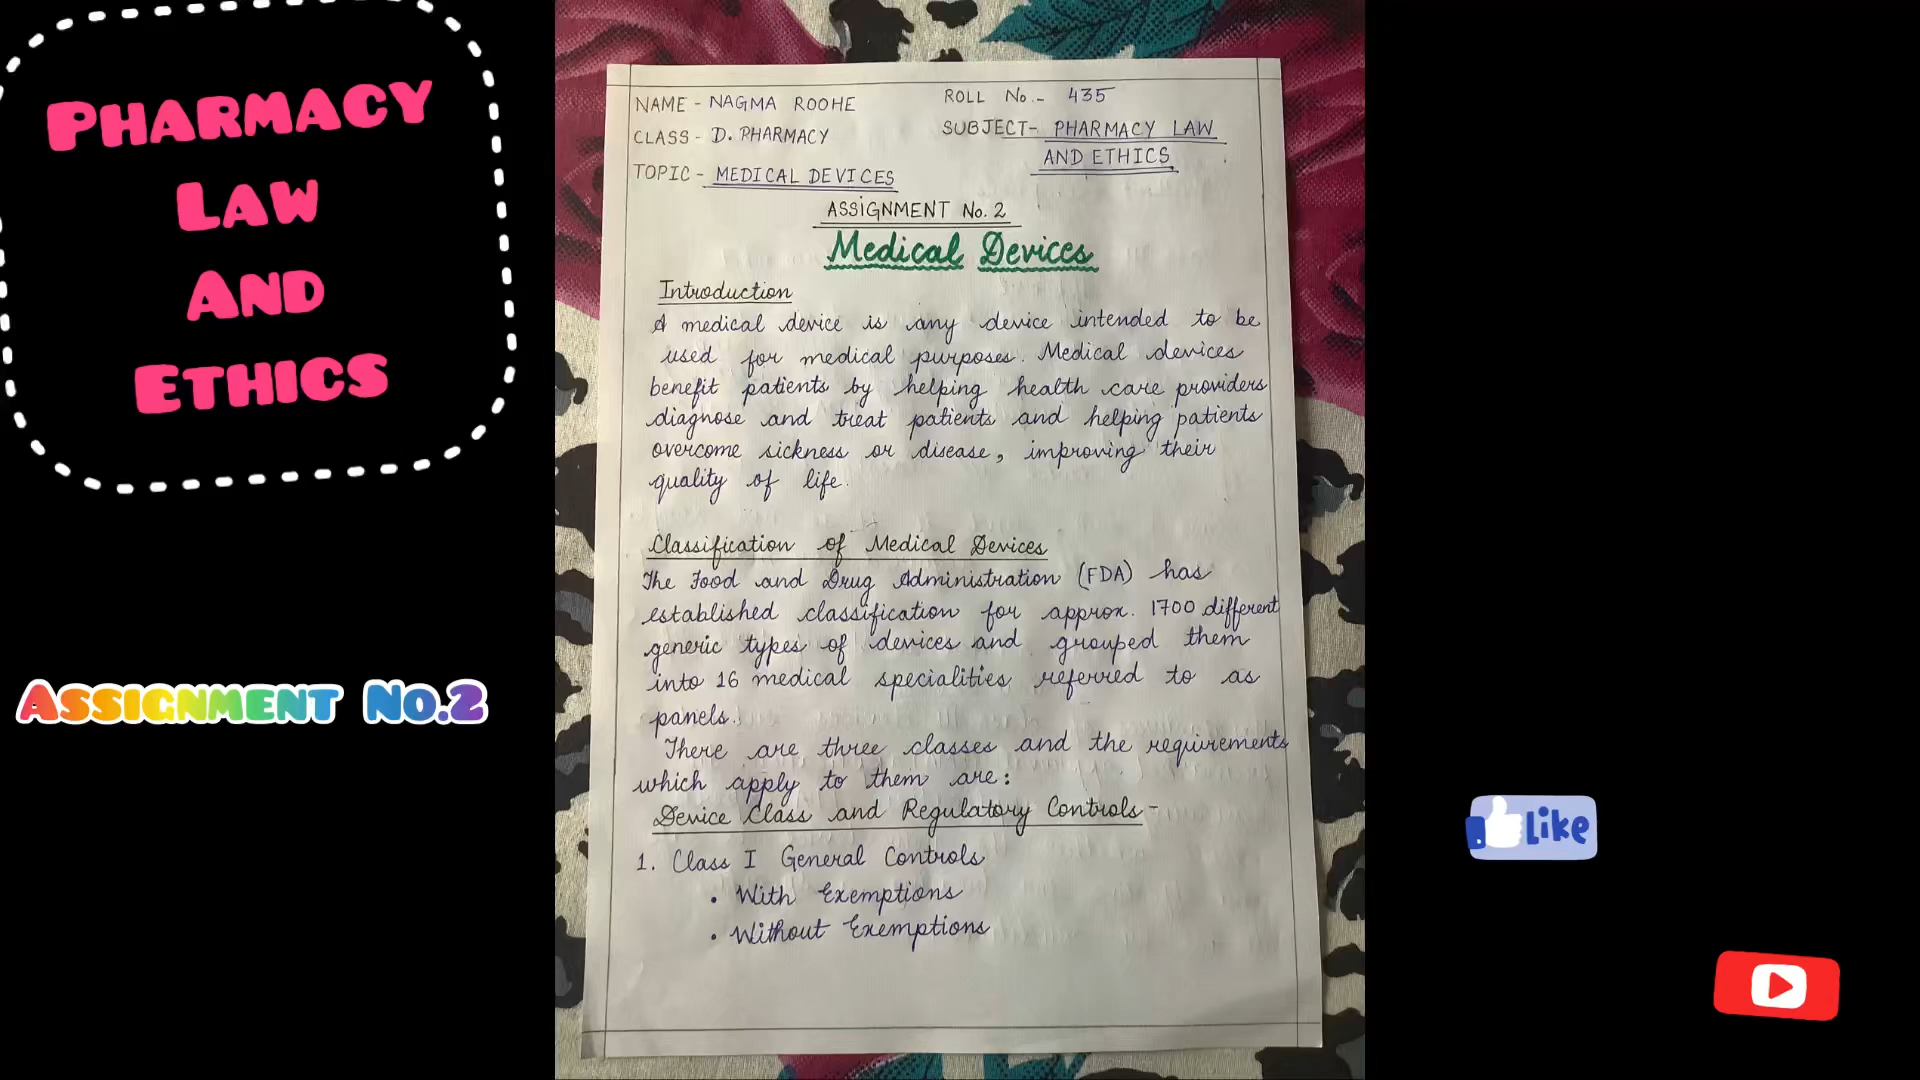 PHARMACY
LAW
AND
ETHICS
ASSIGNMENT NO.2
NAME - NAGMA ROOHE
ROLL No.- 435
CLASS - D. PHARMACY
SUBJECT- PHARMACY LAW
AND ETHICS
TOPIC - MEDICAL DEVICES
ASSIGNMENT No. 2
Medical Devices
Introduction
A medical device is any device intended to be
used for medical purposes. Medical devices
benefit patients by helping health care providers
diagnose and treat patients and helping patients
overcome sickness or disease, improving their
quality of life.
Classification of Medical Devices
The Food and Drug Administration (FDA) has
established classification for approx. 1700 different
generic types of devices and grouped them
into 16 medical specialities referred to as
panels.
There are three classes and the requirements
which apply to them are:
Device Class and Regulatory Controls -
1. Class I General Controls
• With Exemptions
• Without Exemptions
Like